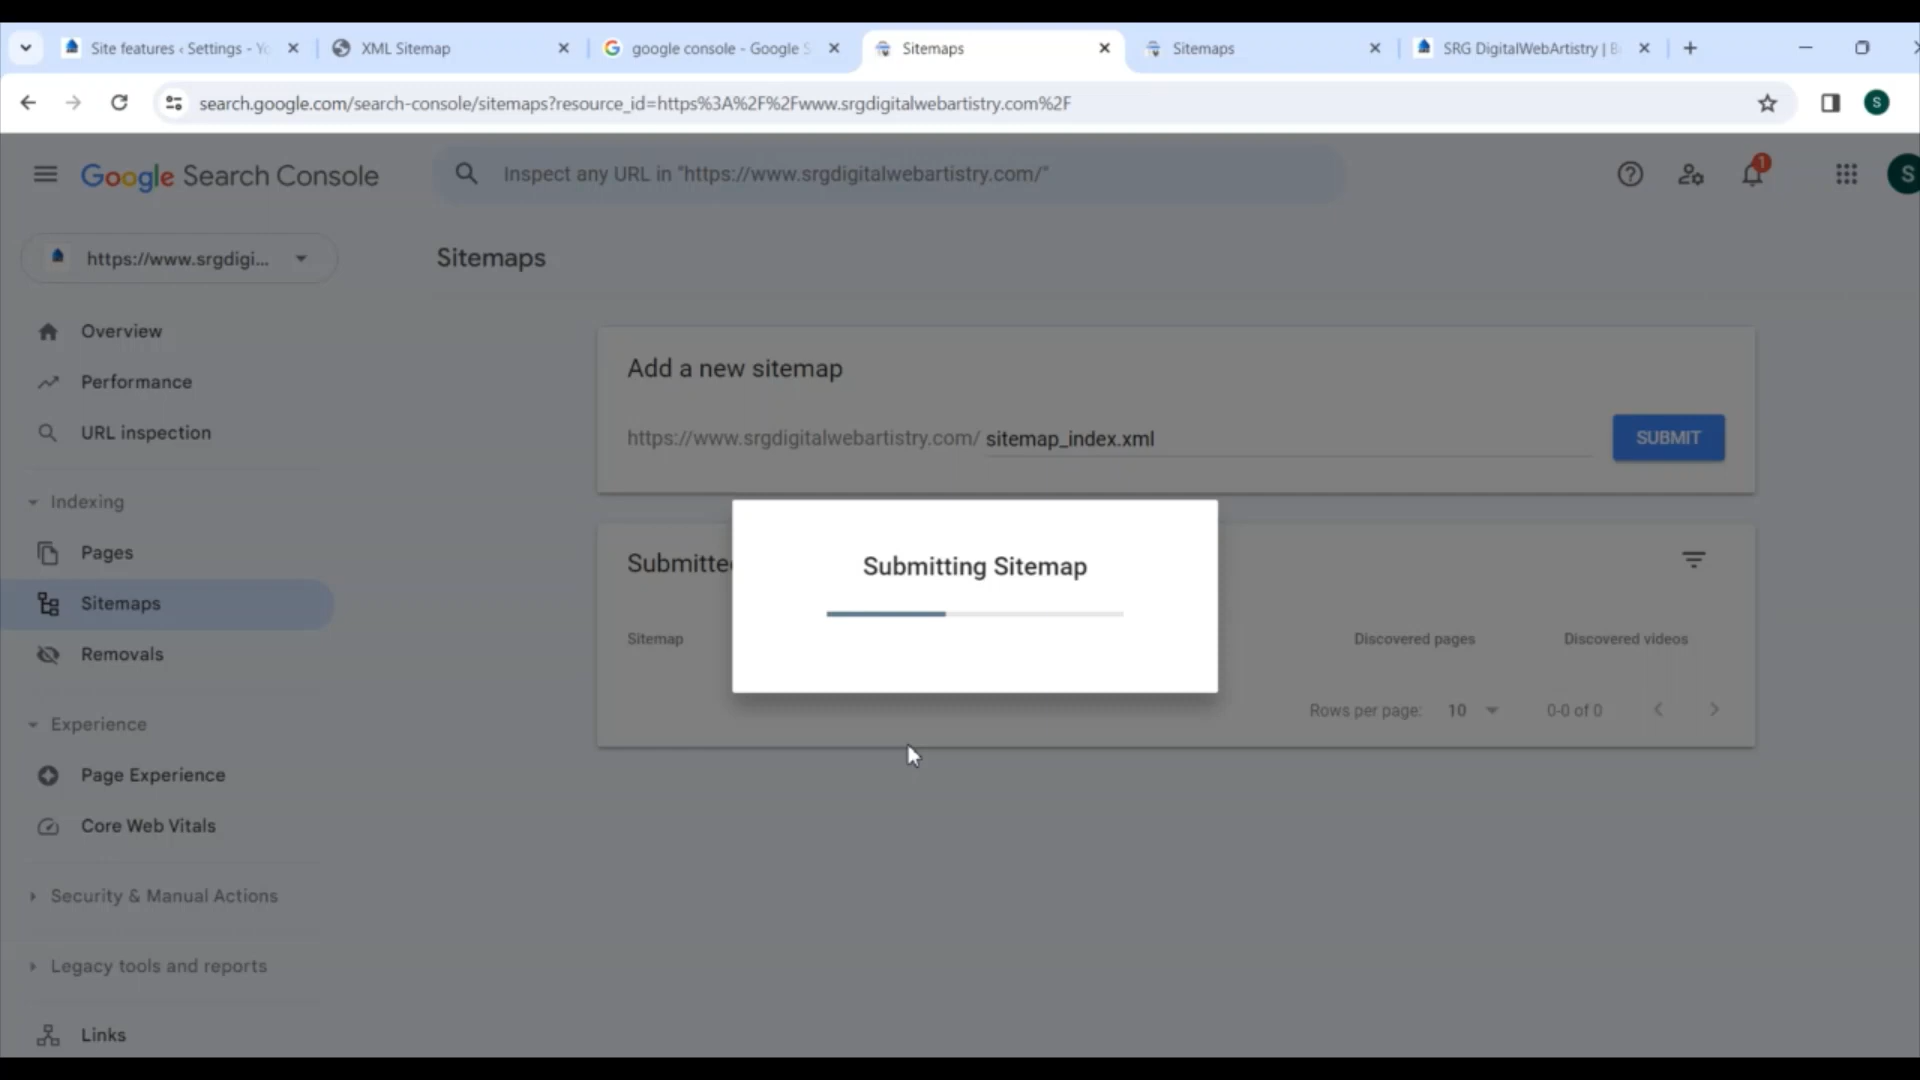 Site features ‹ Settings - Yo
XML Sitemap
google console - Google S
Sitemaps
Sitemaps
SRG DigitalWebArtistry | B
search.google.com/search-console/sitemaps?resource_id=https%3A%2F%2Fwww.srgdigitalwebartistry.com%2F
S
Google Search Console
Inspect any URL in "https://www.srgdigitalwebartistry.com/"
1
S
https://www.srgdigi...
Sitemaps
Overview
Performance
URL inspection
Indexing
Pages
Sitemaps
Removals
Experience
Page Experience
Core Web Vitals
Security & Manual Actions
Legacy tools and reports
Links
Add a new sitemap
https://www.srgdigitalwebartistry.com/ sitemap_index.xml
SUBMIT
Submitte
Submitting Sitemap
Sitemap
Discovered pages
Discovered videos
Rows per page: 10
0-0 of 0